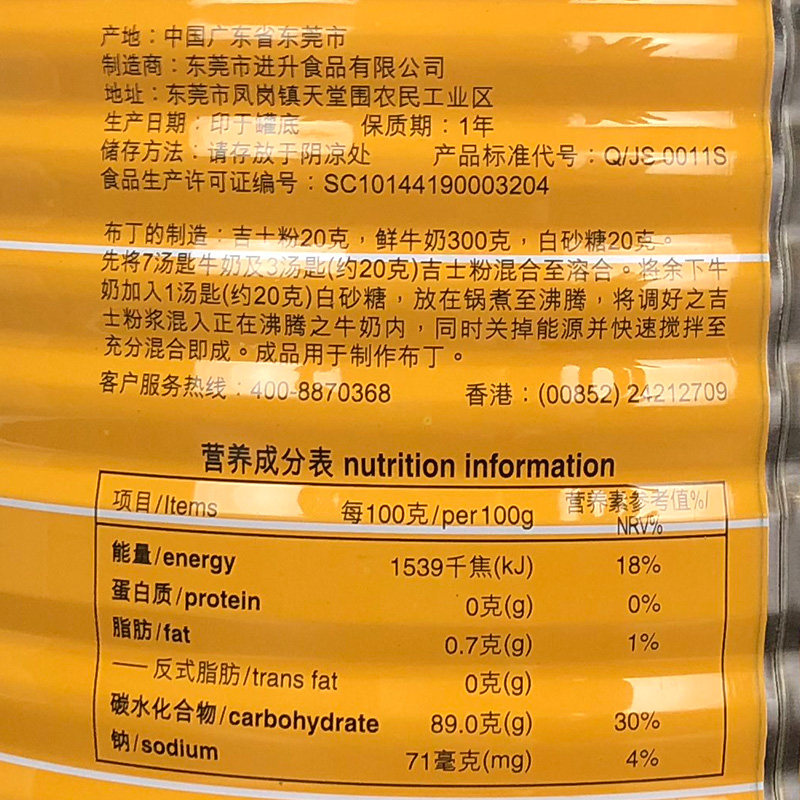 产地：中国广东省东莞市
制造商：东莞市进升食品有限公司
地址：东莞市凤岗镇天堂围农民工业区
生产日期：印于罐底 保质期：1年
储存方法：请存放于阴凉处 产品标准代号：Q/JS 0011S
食品生产许可证编号：SC10144190003204
布丁的制造：吉士粉20克，鲜牛奶300克，白砂糖20克。
先将7汤匙牛奶及3汤匙(约20克)吉士粉混合至溶合。将余下牛
奶加入1汤匙(约20克)白砂糖，放在锅煮至沸腾，将调好之吉
士粉浆混入正在沸腾之牛奶内，同时关掉能源并快速搅拌至
充分混合即成。成品用于制作布丁。
客户服务热线：400-8870368 香港：(00852) 24212709
营养成分表 nutrition information
项目/Items 每100克/per100g 营养素参考值%/
NRV%
能量/energy 1539千焦(kJ) 18%
蛋白质/protein 0克(g) 0%
脂肪/fat 0.7克(g) 1%
—反式脂肪/trans fat 0克(g)
碳水化合物/carbohydrate 89.0克(g) 30%
钠/sodium 71毫克(mg) 4%